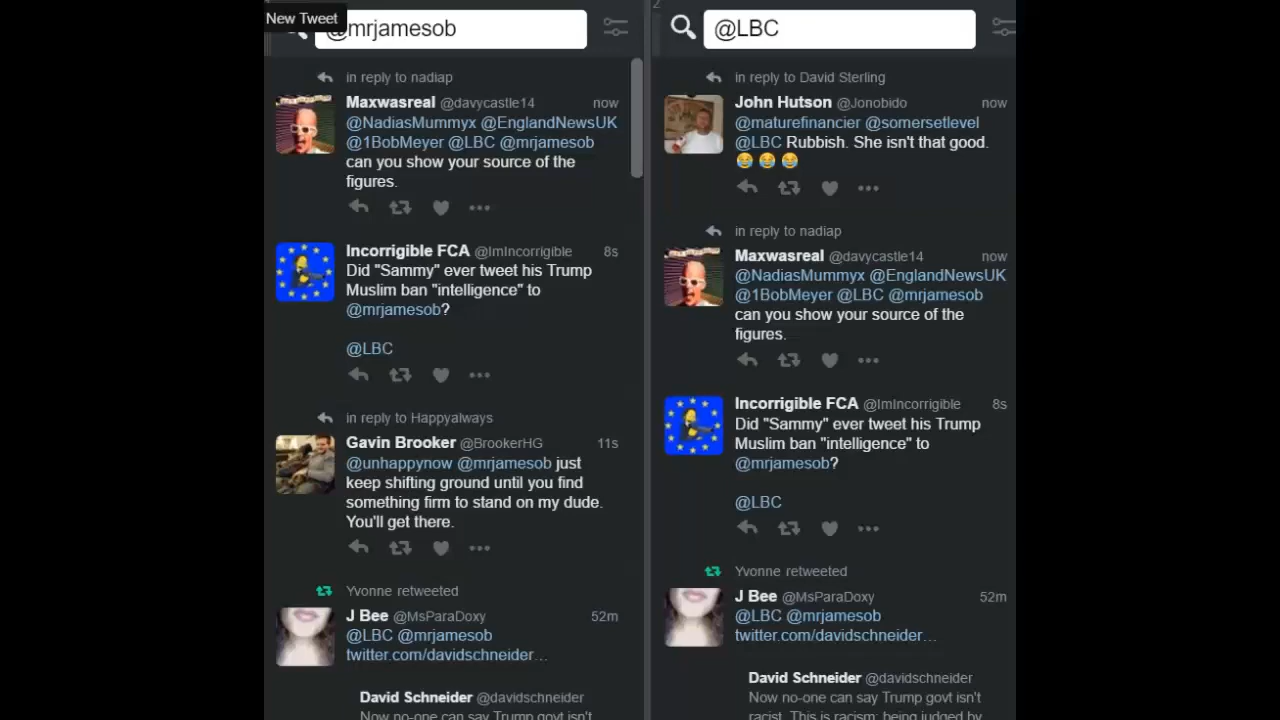 New Tweet
@mrjamesob
in reply to nadiap
Maxwasreal @davycastle14 now
@NadiasMummyx @EnglandNewsUK
@1BobMeyer @LBC @mrjamesob
can you show your source of the
figures.
Incorrigible FCA @ImIncorrigible 8s
Did "Sammy" ever tweet his Trump
Muslim ban "intelligence" to
@mrjamesob?
@LBC
in reply to Happyalways
Gavin Brooker @BrookerHG 11s
@unhappynow @mrjamesob just
keep shifting ground until you find
something firm to stand on my dude.
You'll get there.
Yvonne retweeted
J Bee @MsParaDoxy 52m
@LBC @mrjamesob
twitter.com/davidschneider…
David Schneider @davidschneider
Now no-one can say Trump govt isn't
2
@LBC
in reply to David Sterling
John Hutson @Jonobido now
@maturefinancier @somersetlevel
@LBC Rubbish. She isn't that good.
😂 😂 😂
in reply to nadiap
Maxwasreal @davycastle14 now
@NadiasMummyx @EnglandNewsUK
@1BobMeyer @LBC @mrjamesob
can you show your source of the
figures.
Incorrigible FCA @ImIncorrigible 8s
Did "Sammy" ever tweet his Trump
Muslim ban "intelligence" to
@mrjamesob?
@LBC
Yvonne retweeted
J Bee @MsParaDoxy 52m
@LBC @mrjamesob
twitter.com/davidschneider…
David Schneider @davidschneider
Now no-one can say Trump govt isn't
racist. This is racism: being judged by